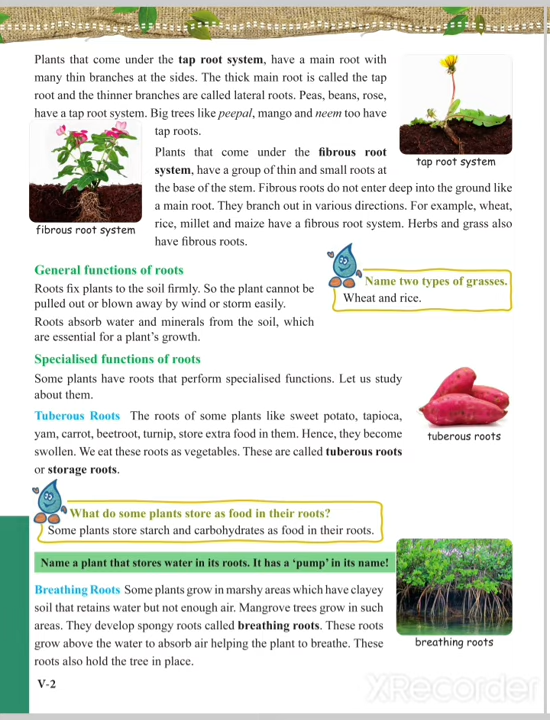 Plants that come under the tap root system, have a main root with
many thin branches at the sides. The thick main root is called the tap
root and the thinner branches are called lateral roots. Peas, beans, rose,
have a tap root system. Big trees like peepal, mango and neem too have
tap roots.
tap root system
Plants that come under the fibrous root
system, have a group of thin and small roots at
the base of the stem. Fibrous roots do not enter deep into the ground like
a main root. They branch out in various directions. For example, wheat,
rice, millet and maize have a fibrous root system. Herbs and grass also
have fibrous roots.
fibrous root system
General functions of roots
Roots fix plants to the soil firmly. So the plant cannot be
pulled out or blown away by wind or storm easily.
Roots absorb water and minerals from the soil, which
are essential for a plant's growth.
Name two types of grasses.
Wheat and rice.
Specialised functions of roots
Some plants have roots that perform specialised functions. Let us study
about them.
Tuberous Roots The roots of some plants like sweet potato, tapioca,
yam, carrot, beetroot, turnip, store extra food in them. Hence, they become
swollen. We eat these roots as vegetables. These are called tuberous roots
or storage roots.
tuberous roots
What do some plants store as food in their roots?
Some plants store starch and carbohydrates as food in their roots.
Name a plant that stores water in its roots. It has a 'pump' in its name!
Breathing Roots Some plants grow in marshy areas which have clayey
soil that retains water but not enough air. Mangrove trees grow in such
areas. They develop spongy roots called breathing roots. These roots
grow above the water to absorb air helping the plant to breathe. These
roots also hold the tree in place.
breathing roots
V-2
XRecorder